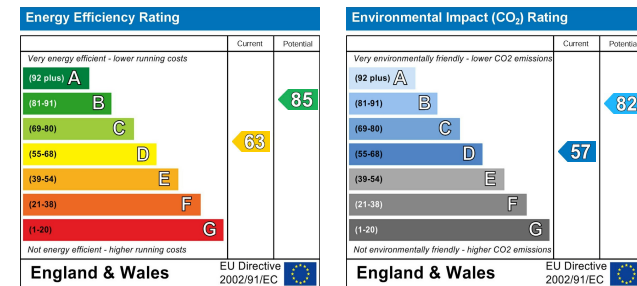 Energy Efficiency Rating
Current Potential
Very energy efficient - lower running costs
(92 plus) A
(81-91) B
85
(69-80) C
63
(55-68) D
(39-54) E
(21-38) F
(1-20) G
Not energy efficient - higher running costs
England & Wales
EU Directive
2002/91/EC
Environmental Impact (CO₂) Rating
Current Potential
Very environmentally friendly - lower CO2 emissions
(92 plus) A
(81-91) B
82
(69-80) C
(55-68) D
57
(39-54) E
(21-38) F
(1-20) G
Not environmentally friendly - higher CO2 emissions
England & Wales
EU Directive
2002/91/EC